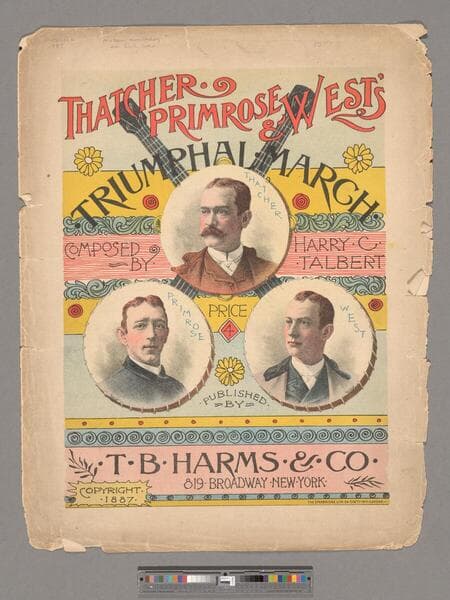 THATCHER
PRIMROSE
& WEST'S
TRIUMPHAL MARCH.
THATCHER
COMPOSED
BY
HARRY C.
TALBERT
PRIMROSE
PRICE
4
WEST
PUBLISHED
BY
T. B. HARMS & CO.
819 BROADWAY NEW-YORK.
COPYRIGHT.
1887.